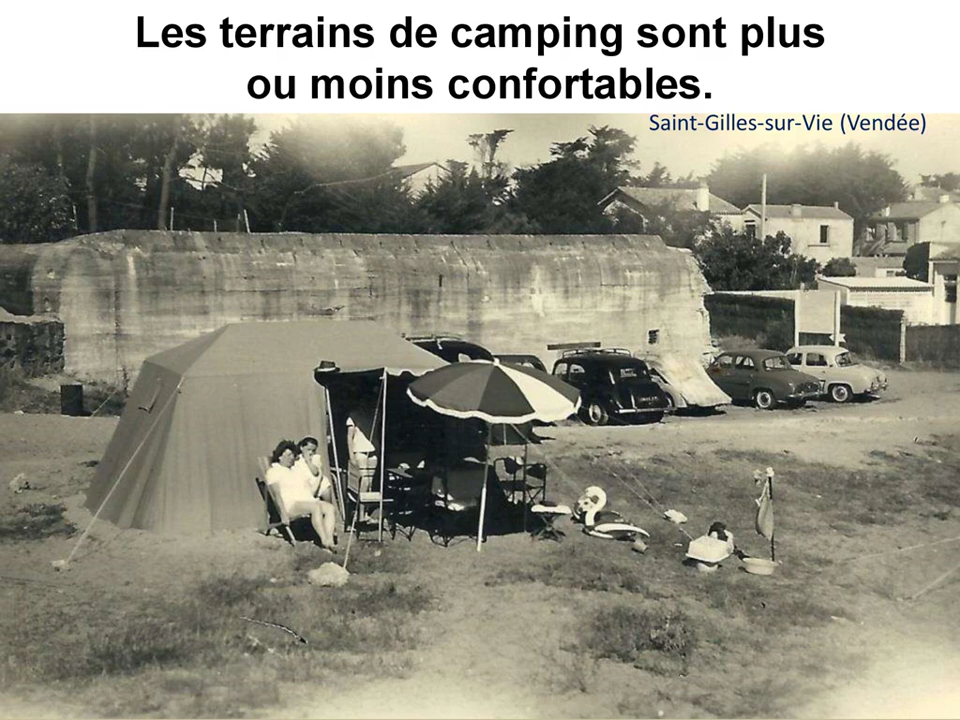 Les terrains de camping sont plus
ou moins confortables.
Saint-Gilles-sur-Vie (Vendée)